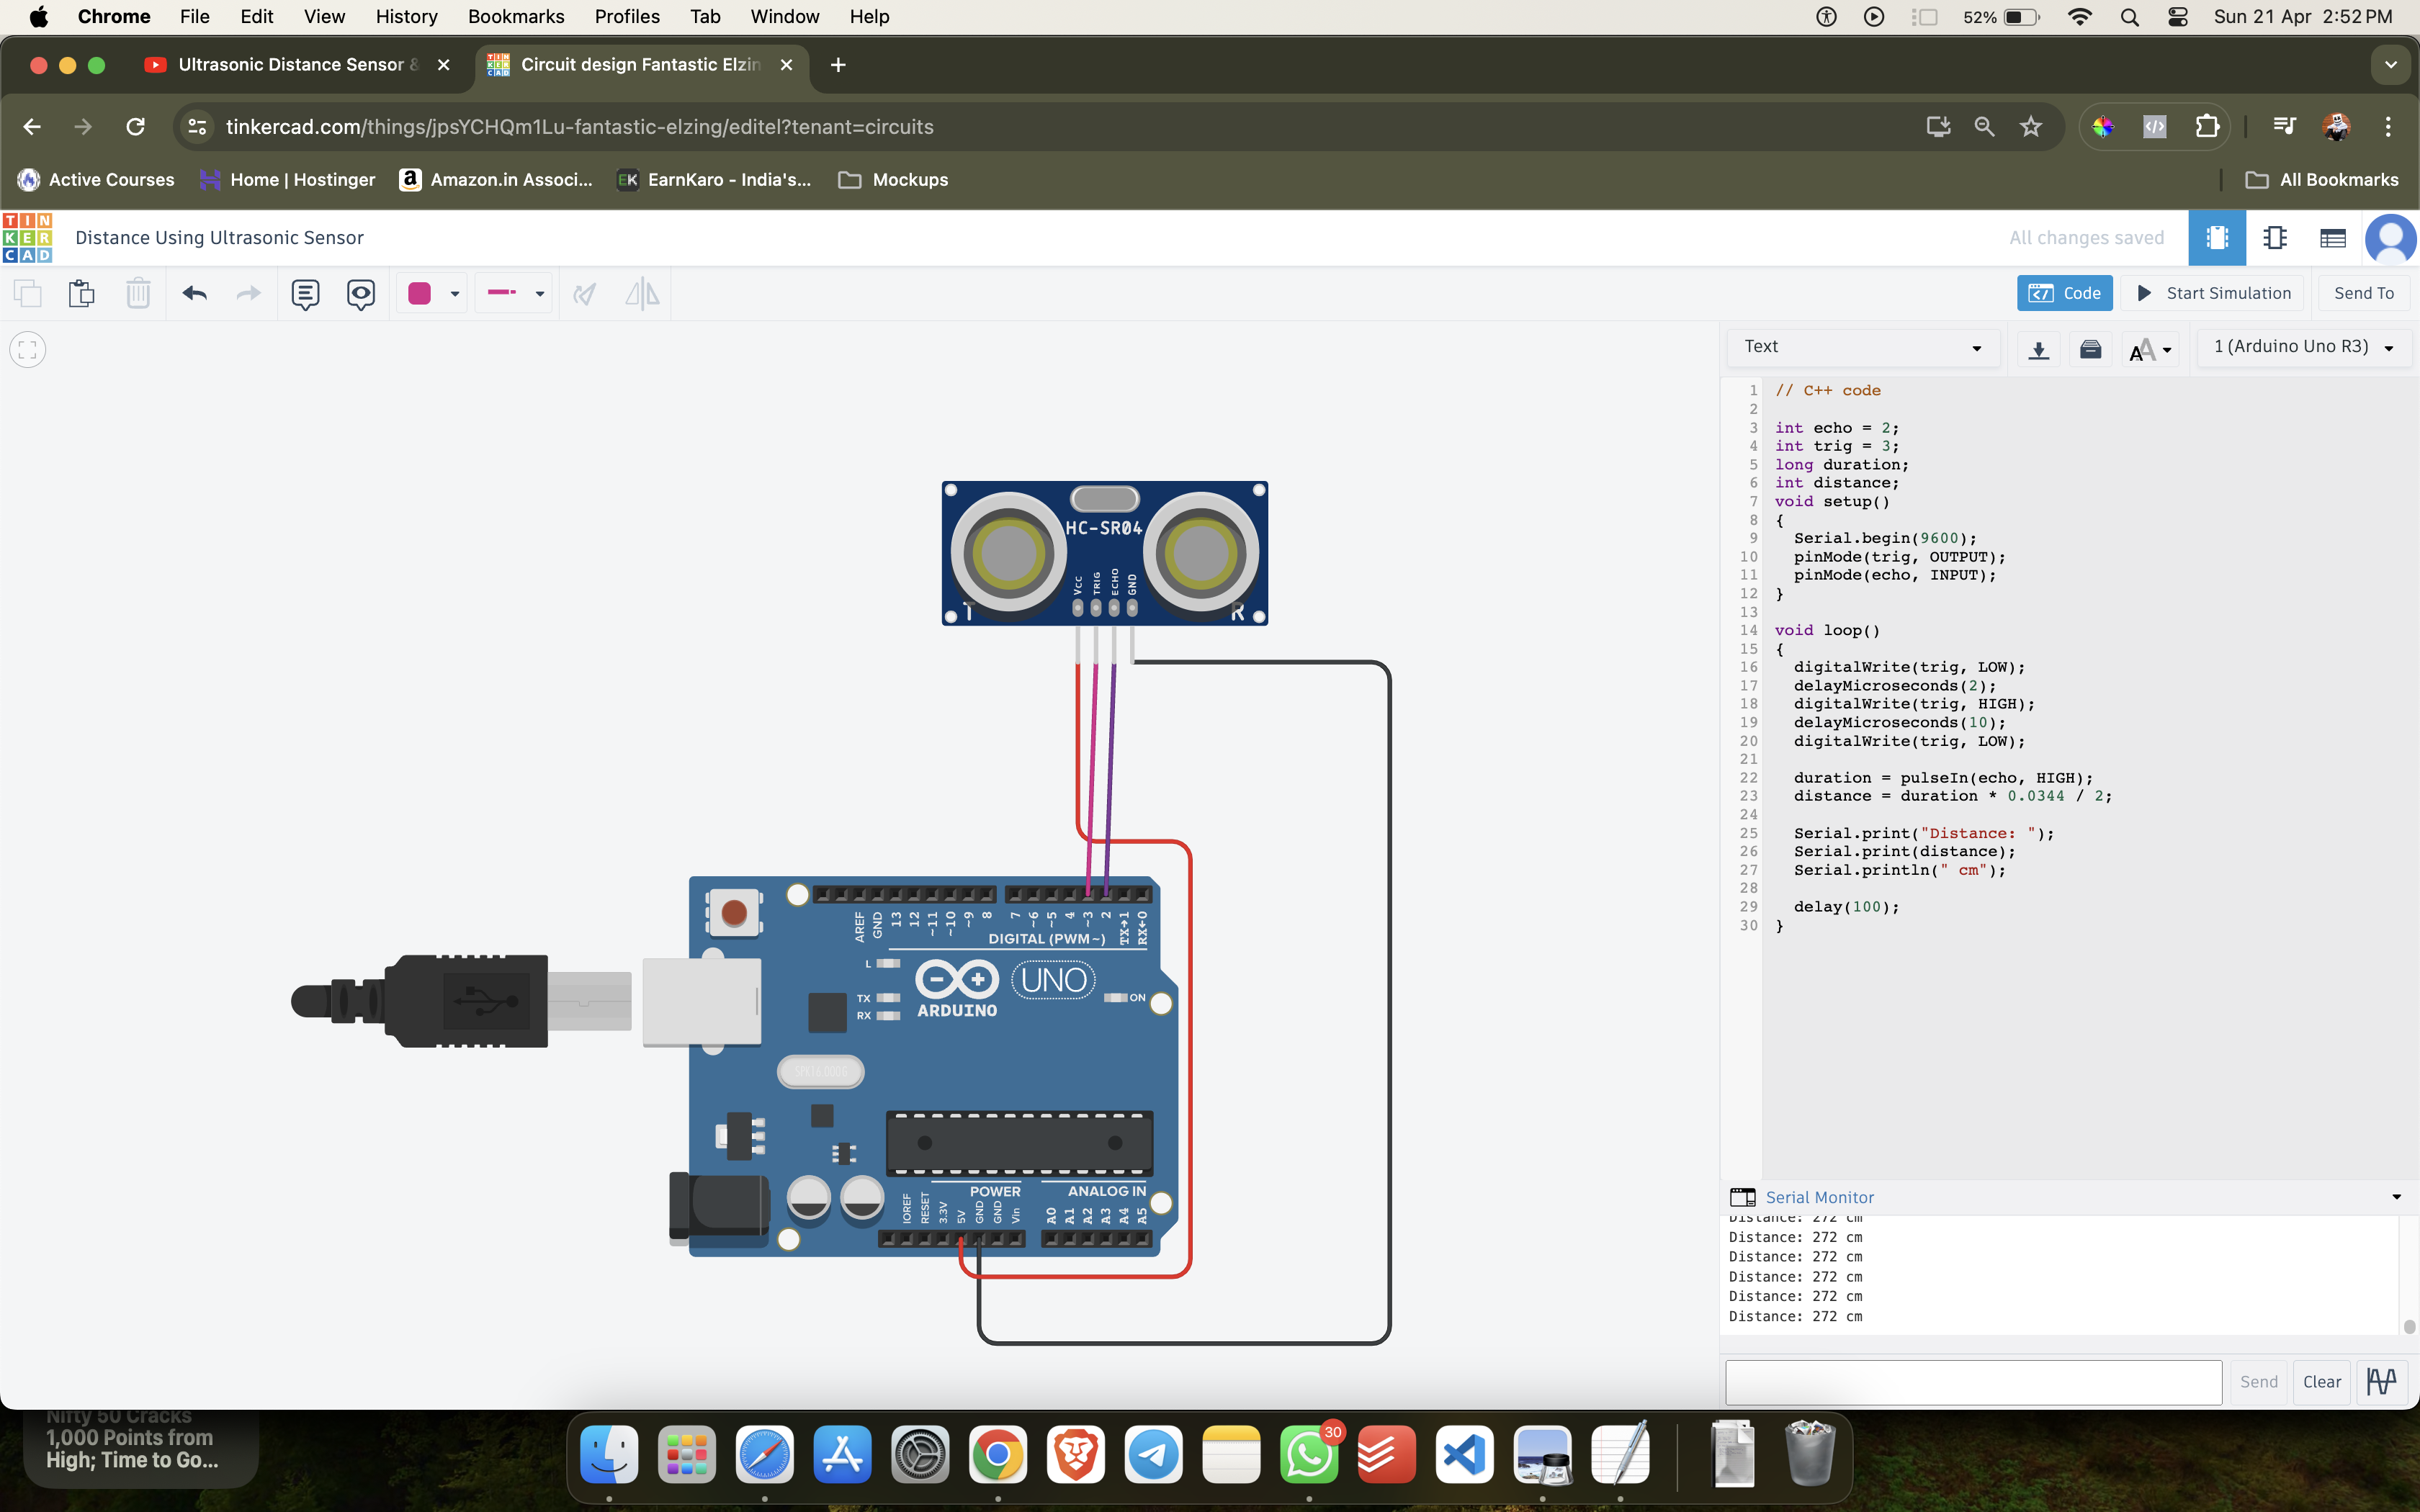 Chrome File Edit View History Bookmarks Profiles Tab Window Help 52% Sun 21 Apr 2:52 PM
Ultrasonic Distance Sensor & Circuit design Fantastic Elzin
tinkercad.com/things/jpsYCHQm1Lu-fantastic-elzing/editel?tenant=circuits
Active Courses Home | Hostinger Amazon.in Associ... EarnKaro - India's... Mockups All Bookmarks
TIN
KER
CAD
Distance Using Ultrasonic Sensor All changes saved
Code Start Simulation Send To
Text 1 (Arduino Uno R3)
1 // C++ code
2
3 int echo = 2;
4 int trig = 3;
5 long duration;
6 int distance;
7 void setup()
8 {
9 Serial.begin(9600);
10 pinMode(trig, OUTPUT);
11 pinMode(echo, INPUT);
12 }
13
14 void loop()
15 {
16 digitalWrite(trig, LOW);
17 delayMicroseconds(2);
18 digitalWrite(trig, HIGH);
19 delayMicroseconds(10);
20 digitalWrite(trig, LOW);
21
22 duration = pulseIn(echo, HIGH);
23 distance = duration * 0.0344 / 2;
24
25 Serial.print("Distance: ");
26 Serial.print(distance);
27 Serial.println(" cm");
28
29 delay(100);
30 }
HC-SR04
VCC TRIG ECHO GND
T R
AREF GND 13 12 ~11 ~10 ~9 8 7 ~6 ~5 4 ~3 2 TX→1 RX←0
DIGITAL (PWM~)
L
TX
RX
UNO
ON
ARDUINO
POWER ANALOG IN
IOREF RESET 3.3V 5V GND GND Vin A0 A1 A2 A3 A4 A5
Serial Monitor
Distance: 272 cm
Distance: 272 cm
Distance: 272 cm
Distance: 272 cm
Distance: 272 cm
Distance: 272 cm
Send Clear
Nifty 50 Cracks
1,000 Points from
High; Time to Go...
30